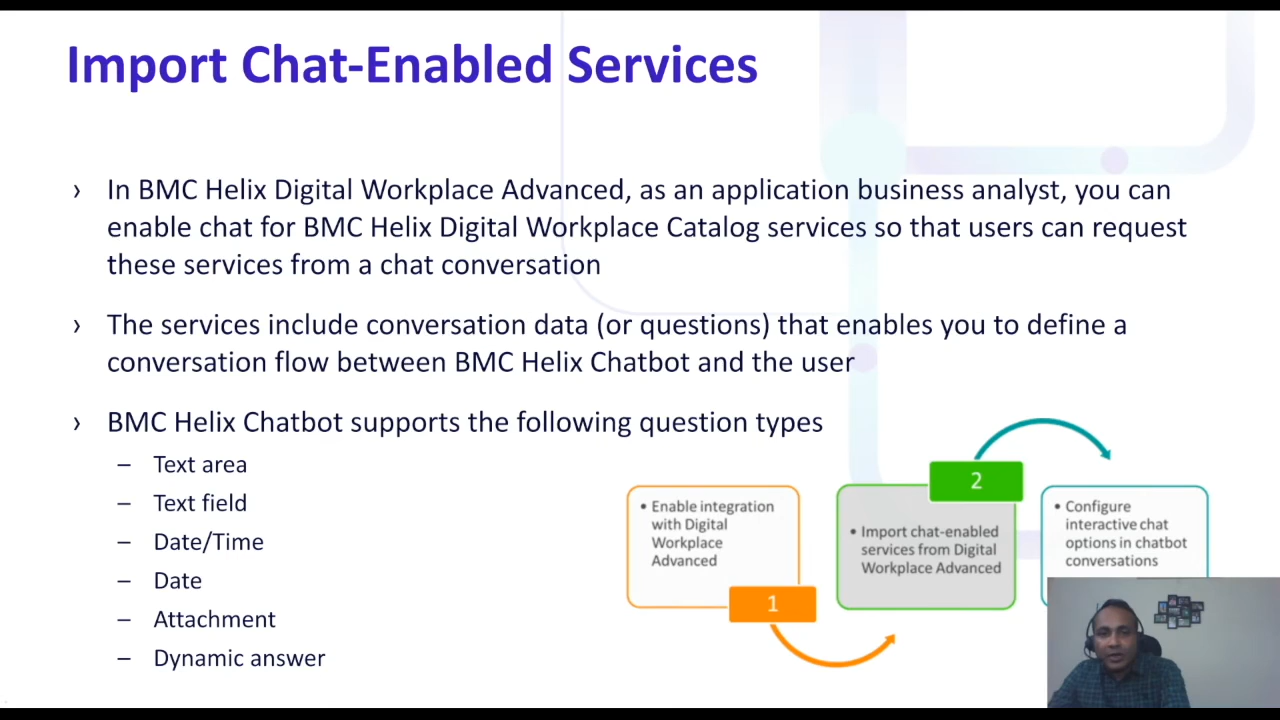 Import Chat-Enabled Services
› In BMC Helix Digital Workplace Advanced, as an application business analyst, you can
enable chat for BMC Helix Digital Workplace Catalog services so that users can request
these services from a chat conversation
› The services include conversation data (or questions) that enables you to define a
conversation flow between BMC Helix Chatbot and the user
› BMC Helix Chatbot supports the following question types
– Text area
– Text field
– Date/Time
– Date
– Attachment
– Dynamic answer
• Enable integration
with Digital
Workplace
Advanced
1
2
• Import chat-enabled
services from Digital
Workplace Advanced
• Configure
interactive chat
options in chatbot
conversations